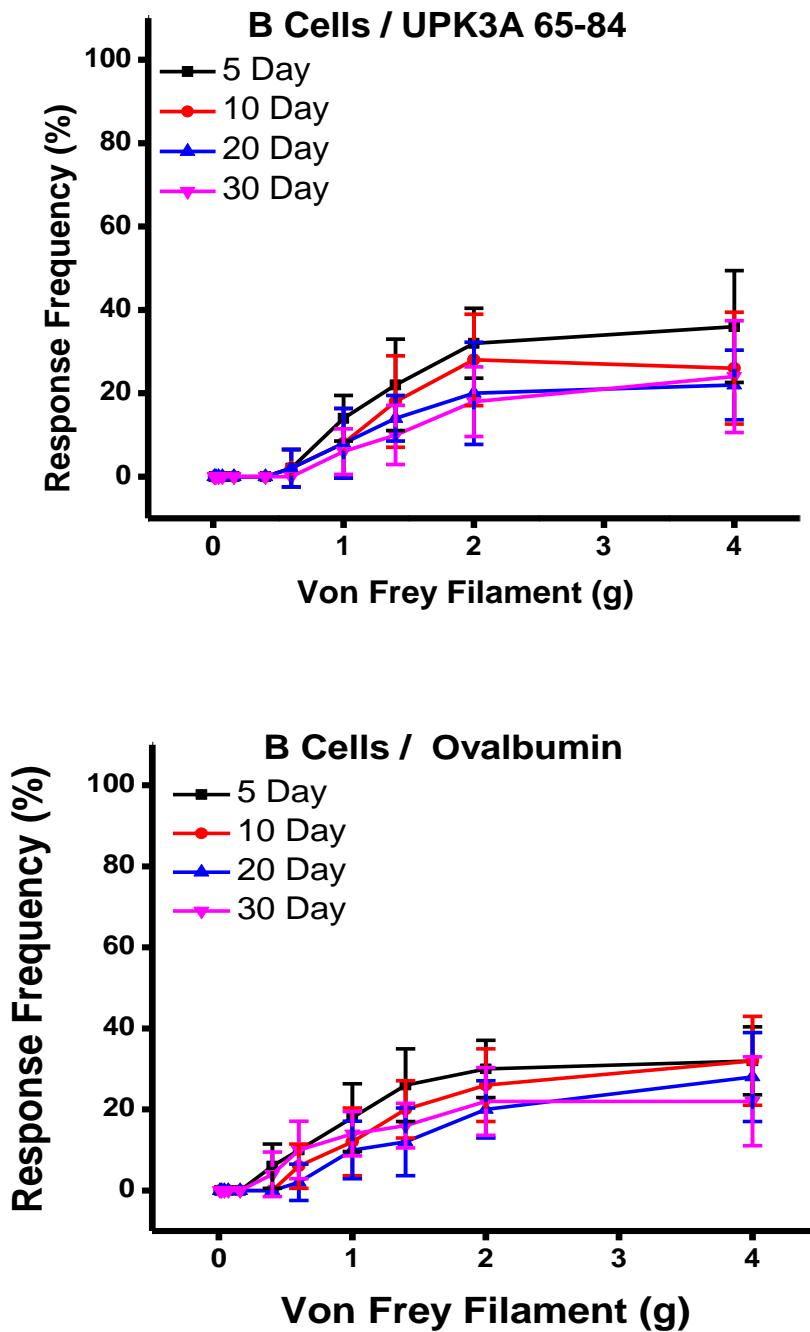 B Cells / UPK3A 65-84
Response Frequency (%)
100
80
60
40
20
0
5 Day
10 Day
20 Day
30 Day
0 1 2 3 4
Von Frey Filament (g)
B Cells / Ovalbumin
Response Frequency (%)
100
80
60
40
20
0
5 Day
10 Day
20 Day
30 Day
0 1 2 3 4
Von Frey Filament (g)